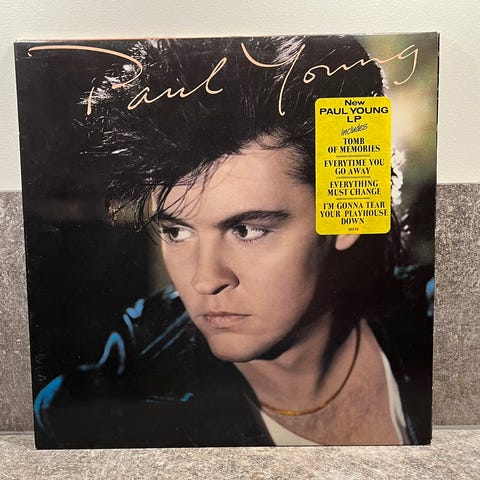 Paul Young
New
PAUL YOUNG
LP
includes
TOMB
OF MEMORIES
EVERYTIME YOU
GO AWAY
EVERYTHING
MUST CHANGE
I'M GONNA TEAR
YOUR PLAYHOUSE
DOWN